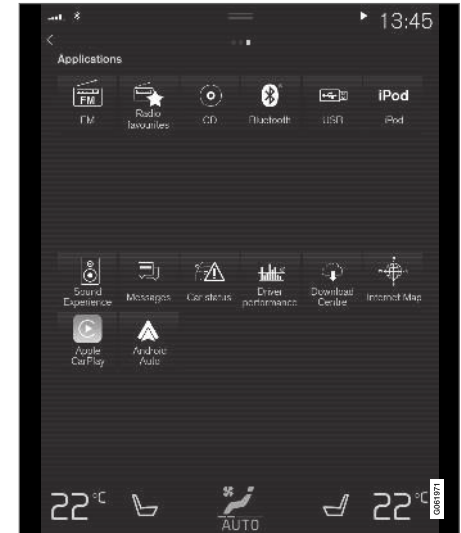 13:45
Applications
FM
iPod
FM
Radio favourites
CD
Bluetooth
USB
iPod
Sound Experience
Messages
Car status
Driver performance
Download Centre
Internet Map
Apple CarPlay
Android Auto
22°C
AUTO
22°C
G061971